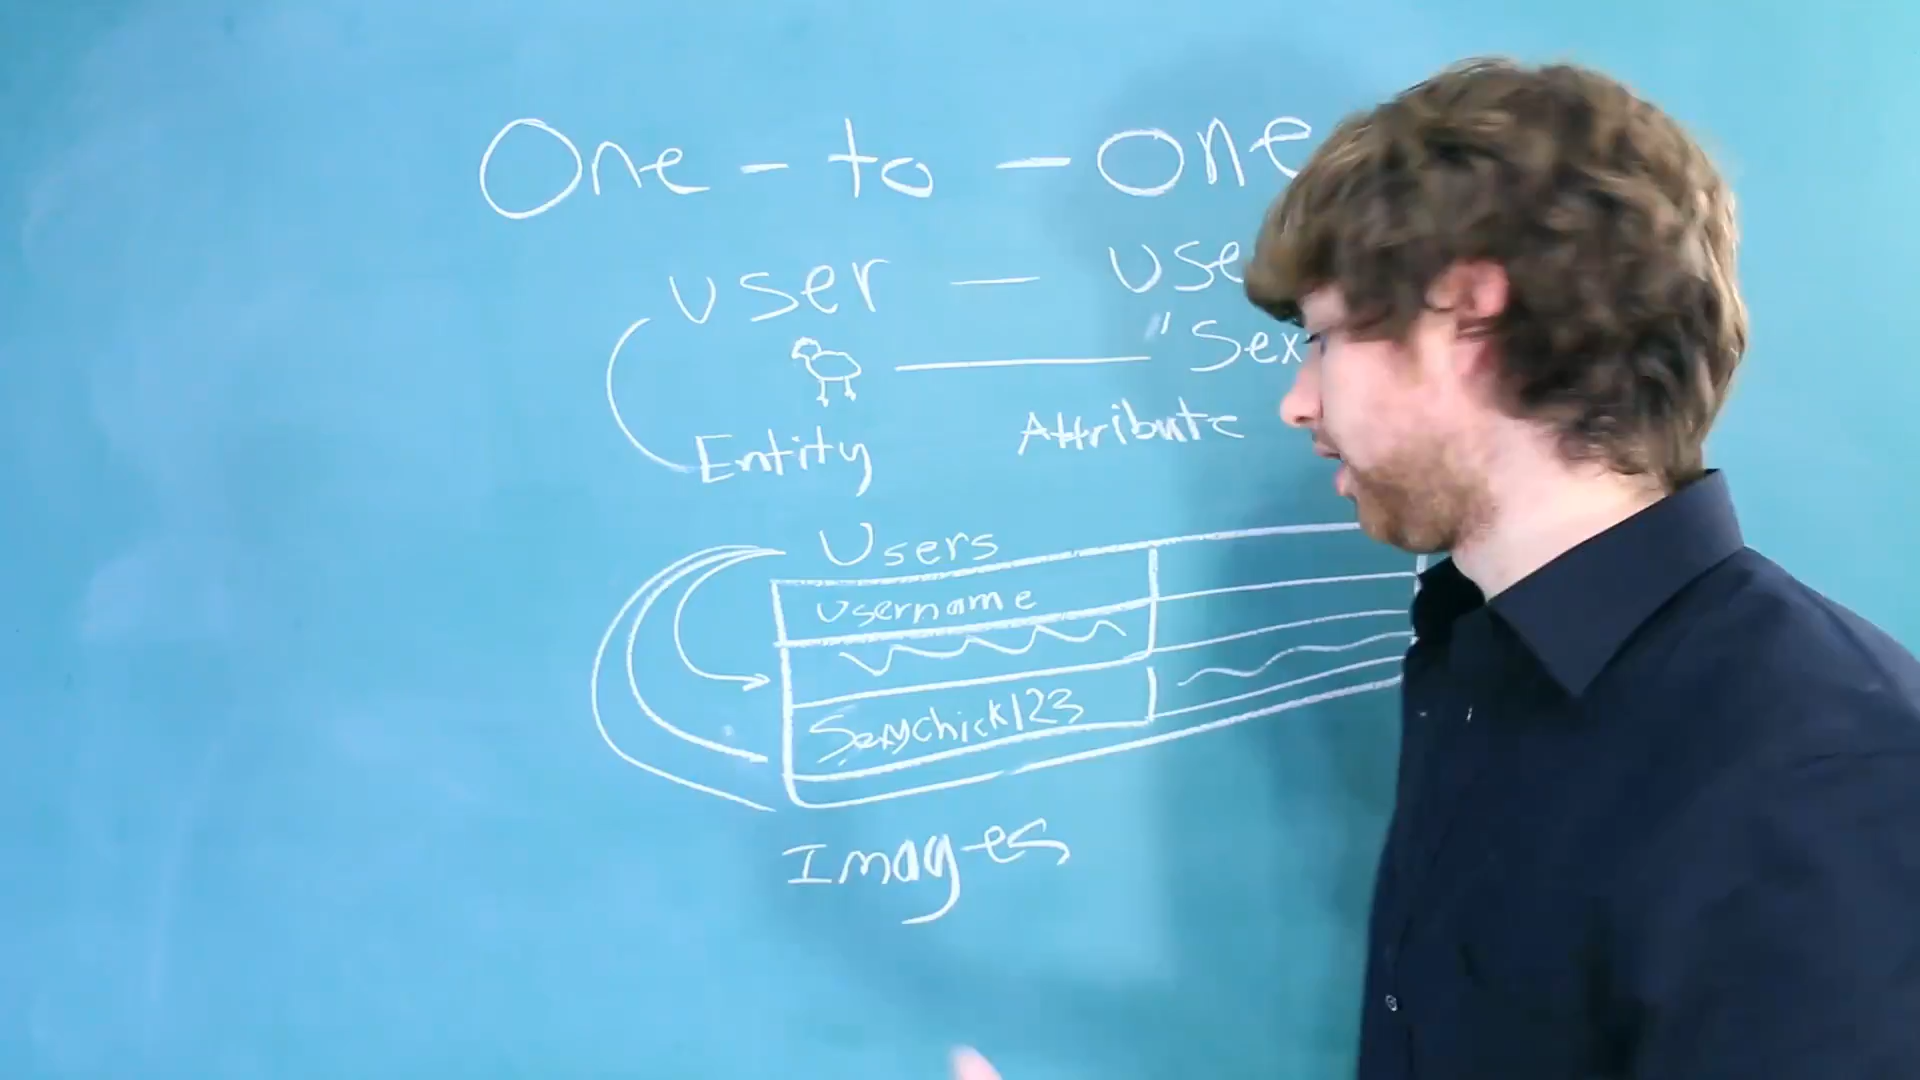 One - to - one
user - use
'Sex
Entity Attribute
Users
username
Sexychick123
Images